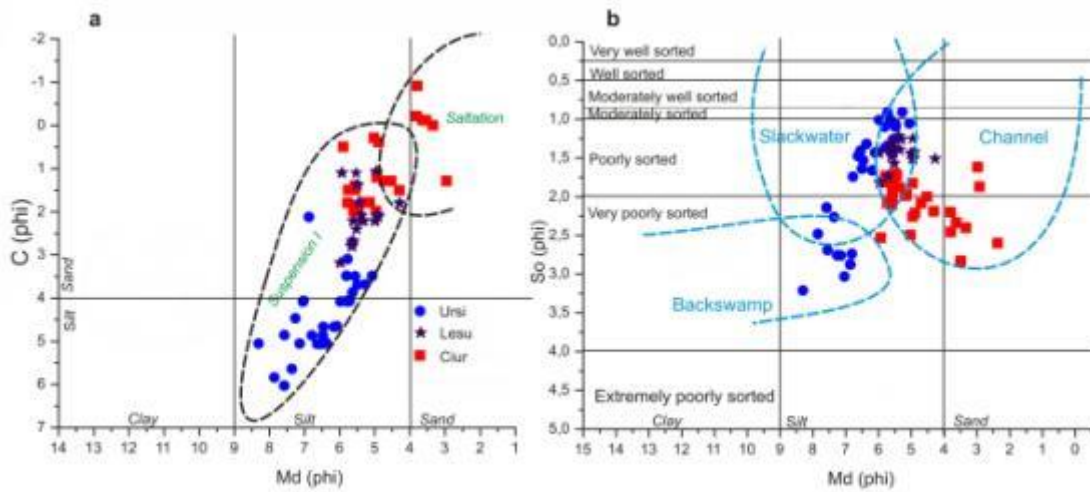 a
C (phi)
-2
-1
0
1
2
3
4
5
6
7
Sand
Silt
Saltation
Suspension I
Ursi
Lesu
Ciur
Clay
Silt
Sand
14 13 12 11 10 9 8 7 6 5 4 3 2 1
Md (phi)
b
So (phi)
0,0
0,5
1,0
1,5
2,0
2,5
3,0
3,5
4,0
4,5
5,0
Very well sorted
Well sorted
Moderately well sorted
Moderately sorted
Poorly sorted
Very poorly sorted
Extremely poorly sorted
Slackwater
Channel
Backswamp
Clay
Silt
Sand
15 14 13 12 11 10 9 8 7 6 5 4 3 2 1 0
Md (phi)